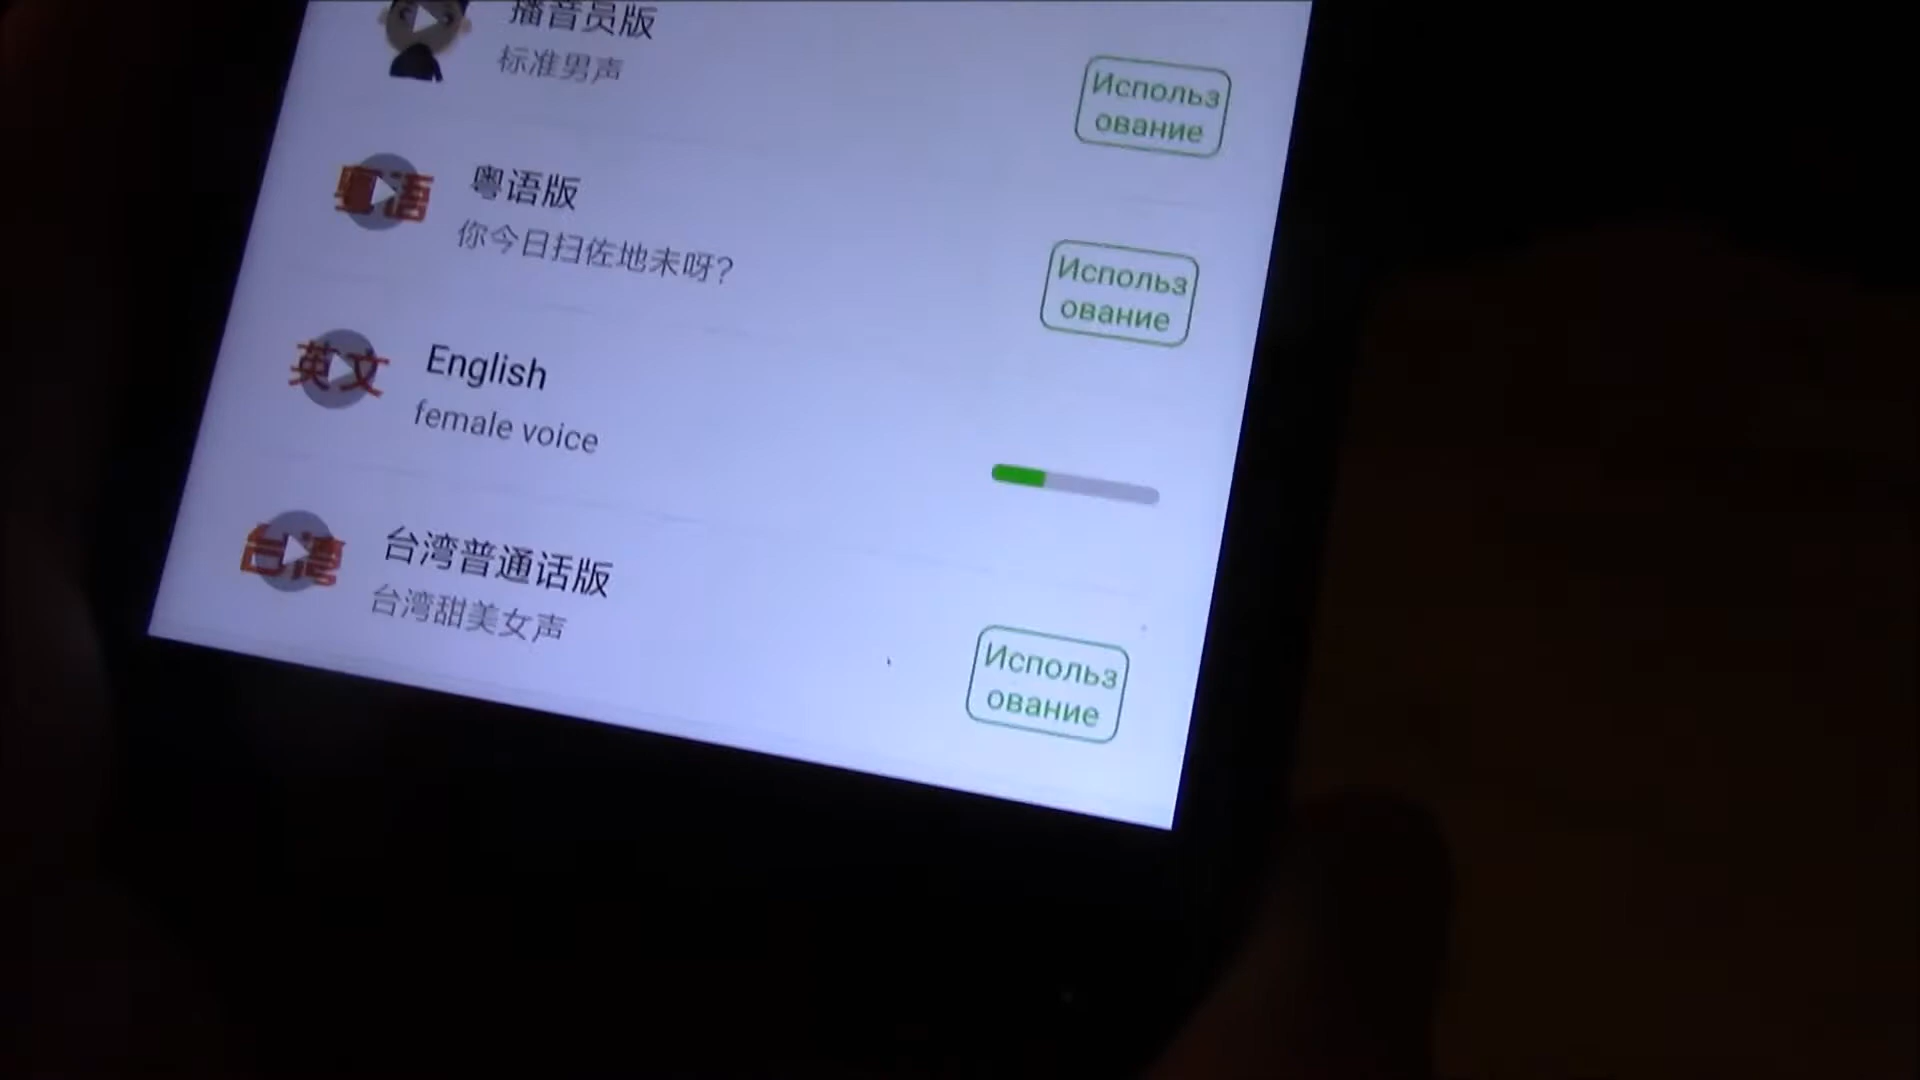 播音员版
标准男声
Использ
ование
粤语
粤语版
你今日扫佐地未呀?
Использ
ование
英文
English
female voice
台湾
台湾普通话版
台湾甜美女声
Использ
ование